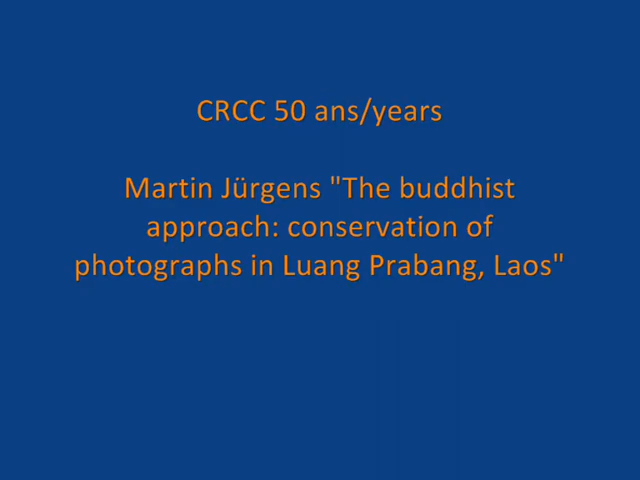 CRCC 50 ans/years
Martin Jürgens "The buddhist
approach: conservation of
photographs in Luang Prabang, Laos"